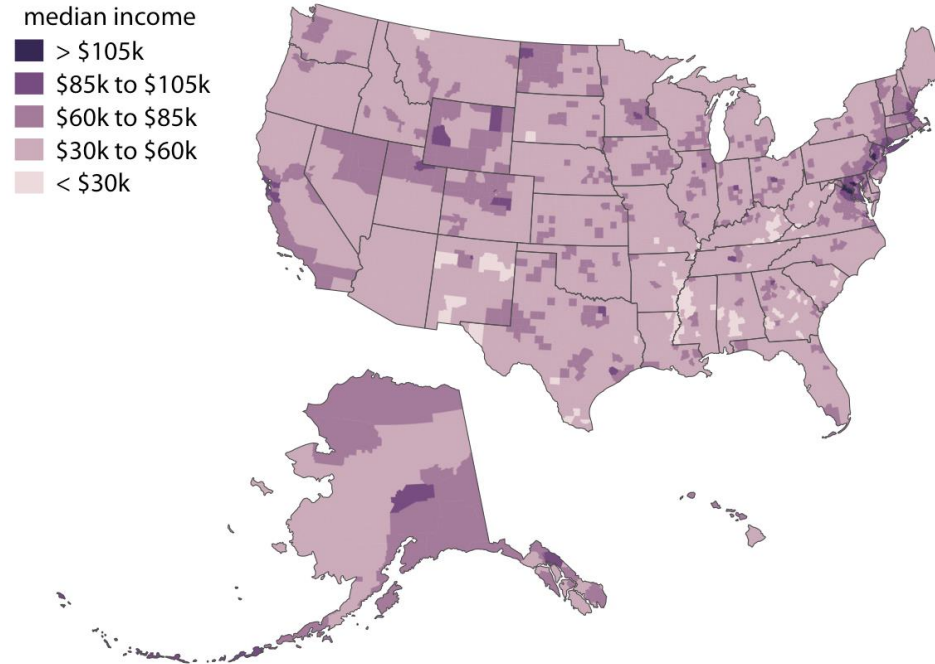 median income
> $105k
$85k to $105k
$60k to $85k
$30k to $60k
< $30k